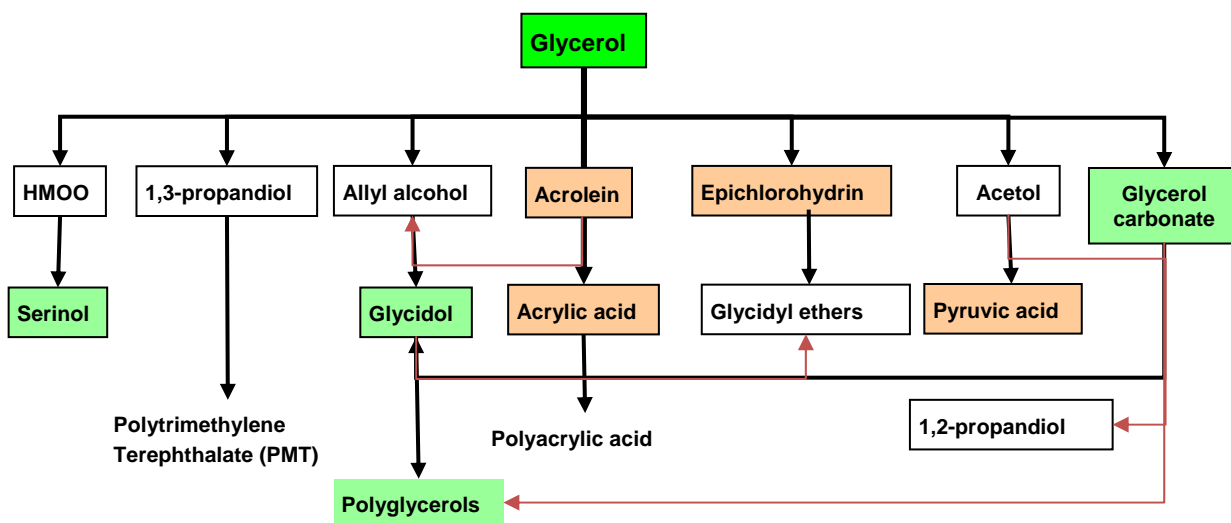 Glycerol
HMOO
1,3-propandiol
Allyl alcohol
Acrolein
Epichlorohydrin
Acetol
Glycerol
carbonate
Serinol
Glycidol
Acrylic acid
Glycidyl ethers
Pyruvic acid
Polytrimethylene
Terephthalate (PMT)
Polyacrylic acid
1,2-propandiol
Polyglycerols